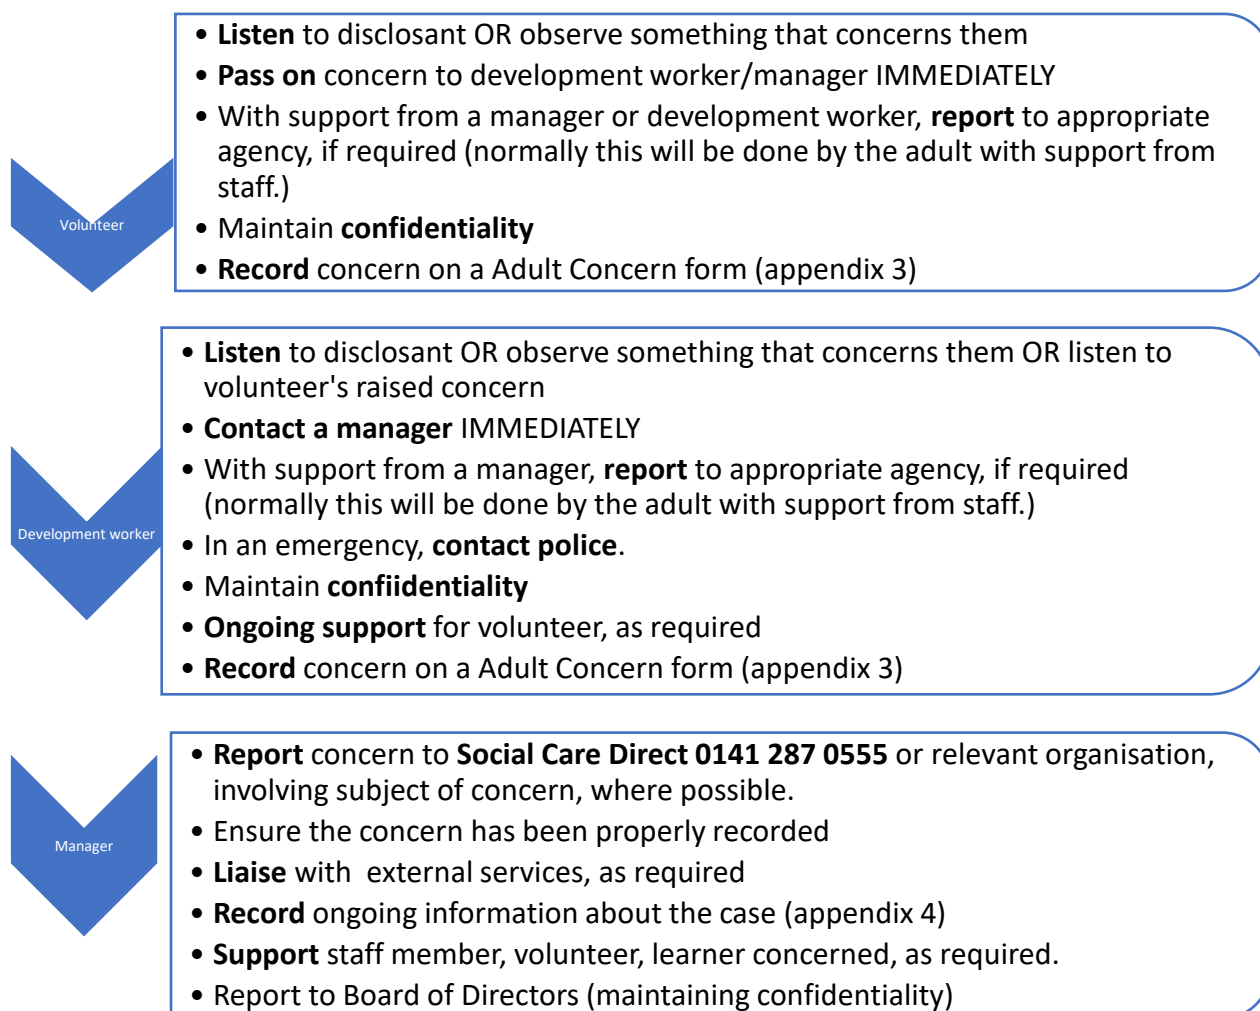 Volunteer
• Listen to disclosant OR observe something that concerns them
• Pass on concern to development worker/manager IMMEDIATELY
• With support from a manager or development worker, report to appropriate
agency, if required (normally this will be done by the adult with support from
staff.)
• Maintain confidentiality
• Record concern on a Adult Concern form (appendix 3)
Development worker
• Listen to disclosant OR observe something that concerns them OR listen to
volunteer's raised concern
• Contact a manager IMMEDIATELY
• With support from a manager, report to appropriate agency, if required
(normally this will be done by the adult with support from staff.)
• In an emergency, contact police.
• Maintain confiidentiality
• Ongoing support for volunteer, as required
• Record concern on a Adult Concern form (appendix 3)
Manager
• Report concern to Social Care Direct 0141 287 0555 or relevant organisation,
involving subject of concern, where possible.
• Ensure the concern has been properly recorded
• Liaise with  external services, as required
• Record ongoing information about the case (appendix 4)
• Support staff member, volunteer, learner concerned, as required.
• Report to Board of Directors (maintaining confidentiality)